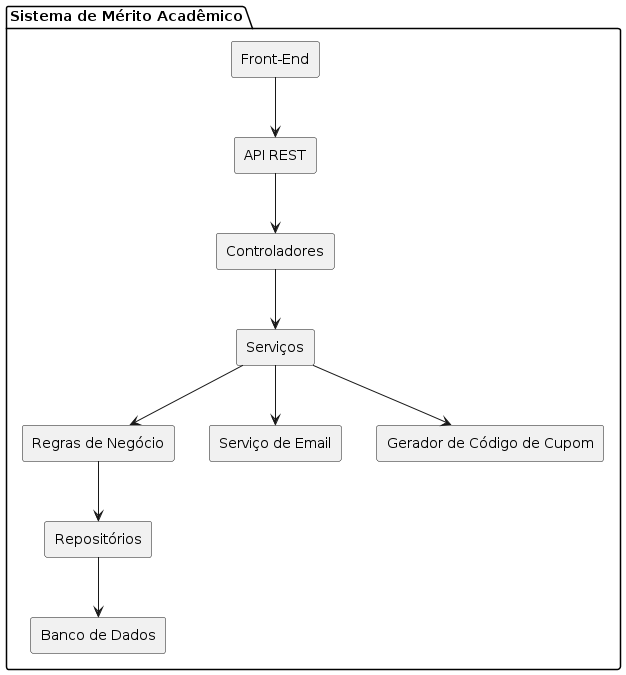 Sistema de Mérito Acadêmico
Front-End
API REST
Controladores
Serviços
Regras de Negócio
Serviço de Email
Gerador de Código de Cupom
Repositórios
Banco de Dados